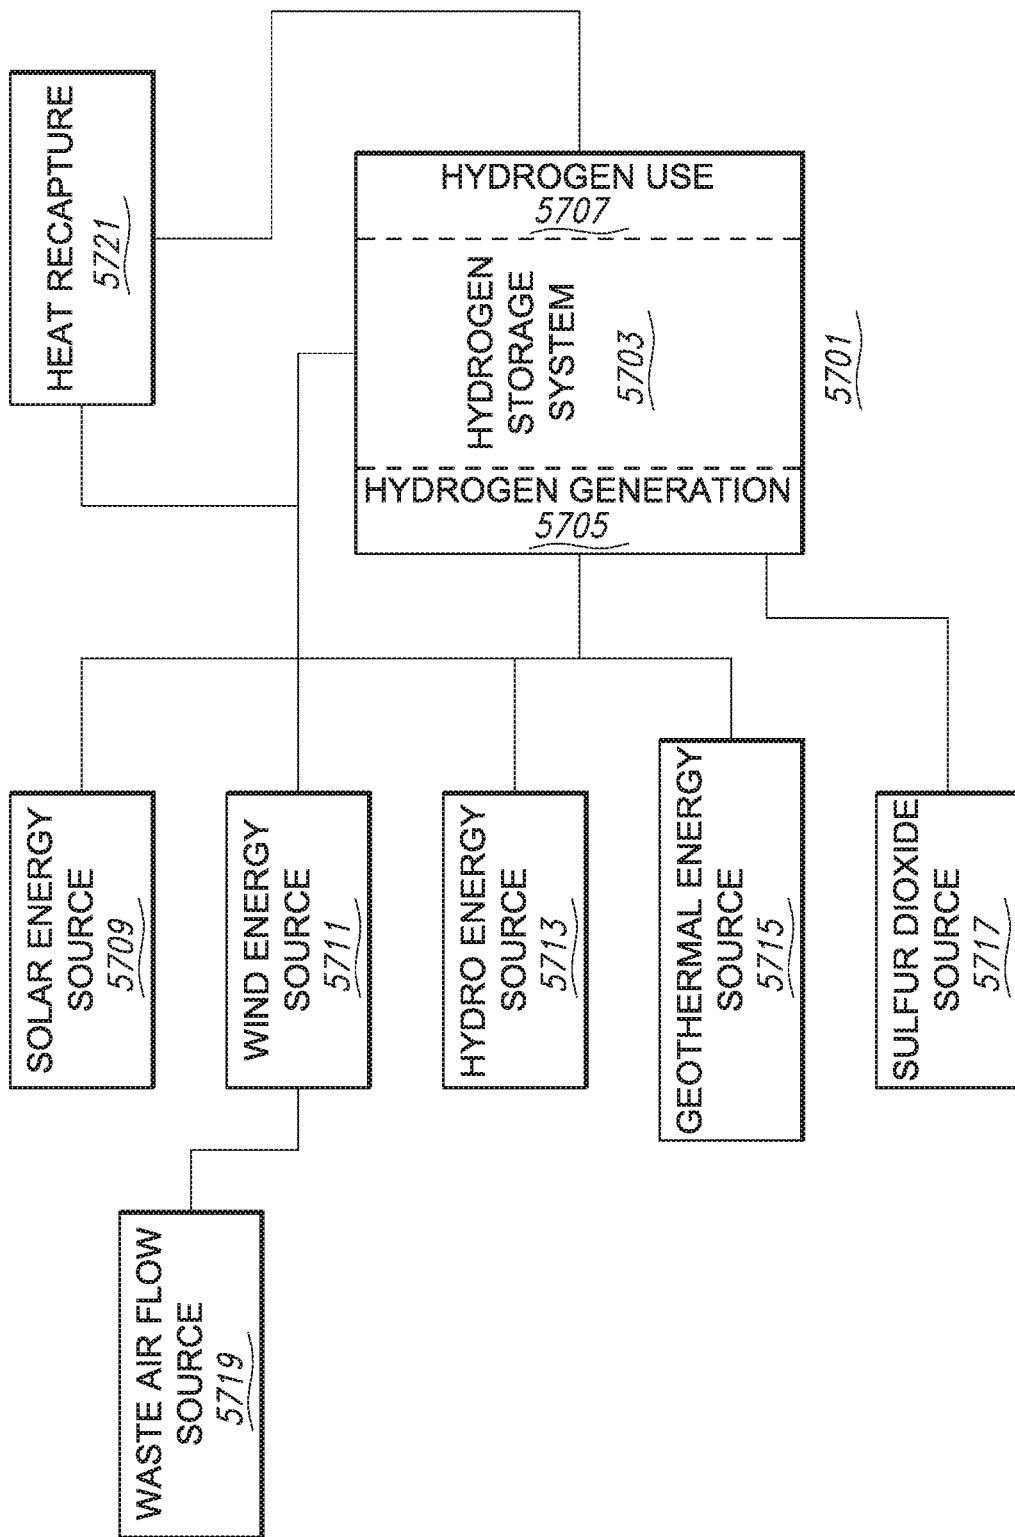 WASTE AIR FLOW
SOURCE
5719
SOLAR ENERGY
SOURCE
5709
WIND ENERGY
SOURCE
5711
HYDRO ENERGY
SOURCE
5713
GEOTHERMAL ENERGY
SOURCE
5715
SULFUR DIOXIDE
SOURCE
5717
HEAT RECAPTURE
5721
HYDROGEN GENERATION
5705
HYDROGEN
STORAGE
SYSTEM
5703
HYDROGEN USE
5707
5701